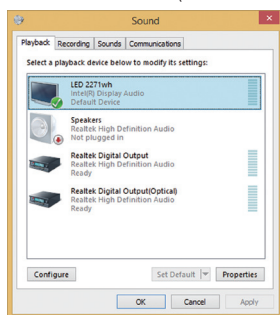 Sound
Playback Recording Sounds Communications
Select a playback device below to modify its settings:
LED 2271wh
Intel(R) Display Audio
Default Device
Speakers
Realtek High Definition Audio
Not plugged in
Realtek Digital Output
Realtek High Definition Audio
Ready
Realtek Digital Output(Optical)
Realtek High Definition Audio
Ready
Configure Set Default Properties
OK Cancel Apply